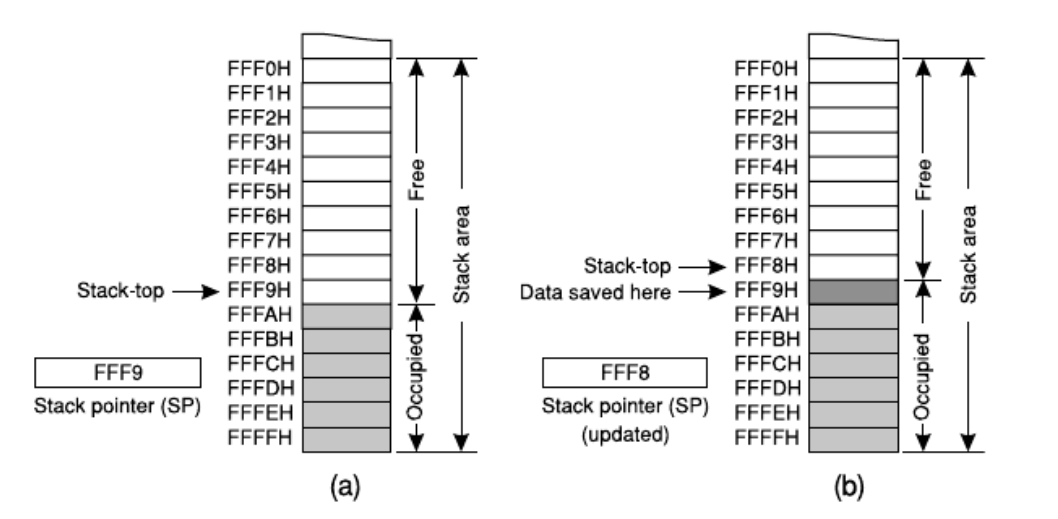 FFF0H
FFF1H
FFF2H
FFF3H
FFF4H
FFF5H
FFF6H
FFF7H
FFF8H
Stack-top FFF9H
FFFAH
FFFBH
FFFCH
FFFDH
FFFEH
FFFFH
Free
Occupied
Stack area
FFF9
Stack pointer (SP)
(a)
FFF0H
FFF1H
FFF2H
FFF3H
FFF4H
FFF5H
FFF6H
FFF7H
Stack-top FFF8H
Data saved here FFF9H
FFFAH
FFFBH
FFFCH
FFFDH
FFFEH
FFFFH
Free
Occupied
Stack area
FFF8
Stack pointer (SP)
(updated)
(b)